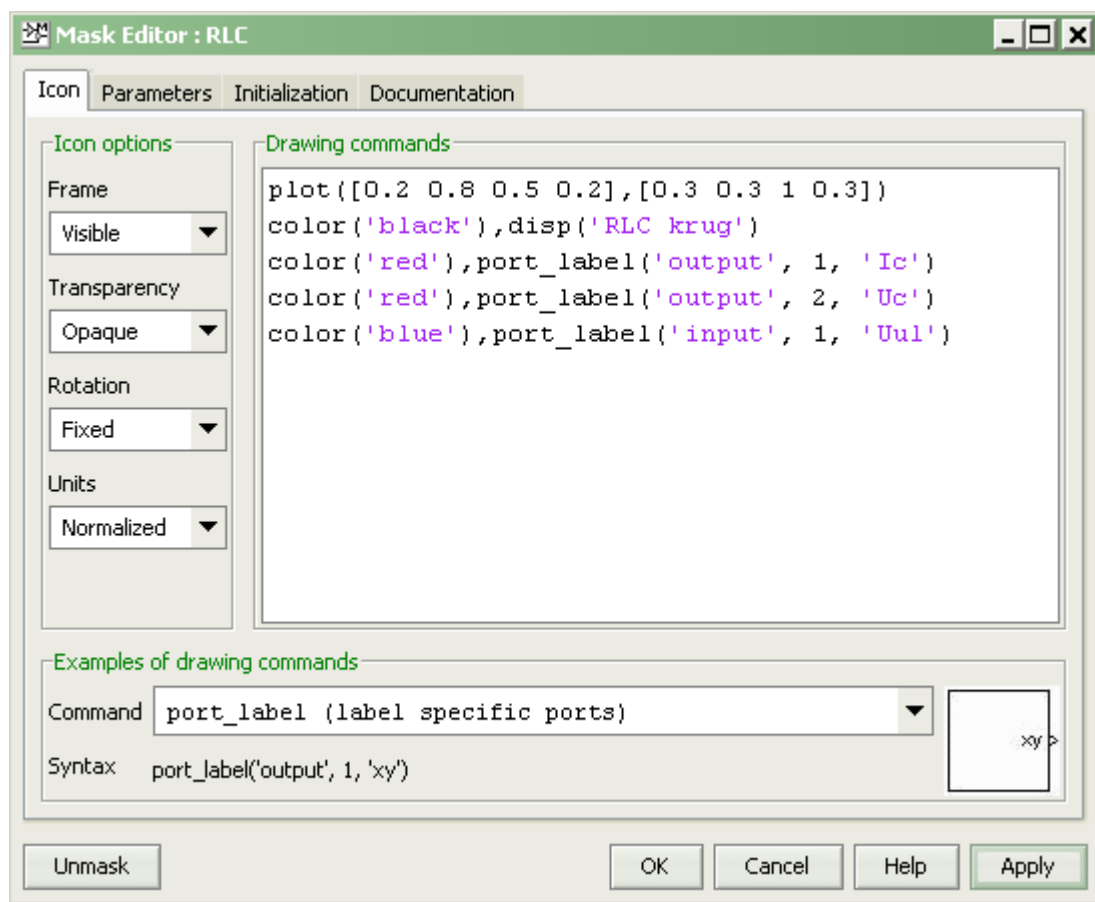 Mask Editor : RLC
Icon Parameters Initialization Documentation
Icon options
Frame
Visible
Transparency
Opaque
Rotation
Fixed
Units
Normalized
Drawing commands
plot([0.2 0.8 0.5 0.2],[0.3 0.3 1 0.3])
color('black'),disp('RLC krug')
color('red'),port_label('output', 1, 'Ic')
color('red'),port_label('output', 2, 'Uc')
color('blue'),port_label('input', 1, 'Uul')
Examples of drawing commands
Command port_label (label specific ports)
Syntax port_label('output', 1, 'xy')
xy
Unmask OK Cancel Help Apply